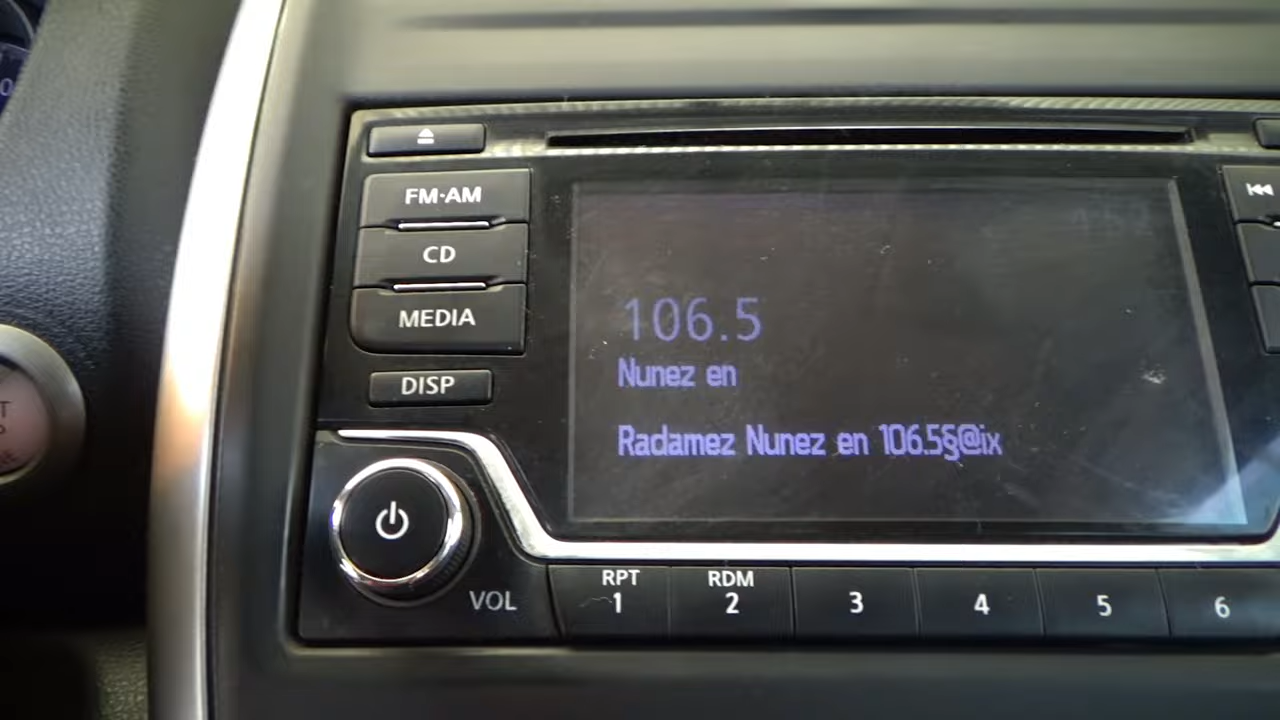 FM·AM
CD
MEDIA
DISP
106.5
Nunez en
Radamez Nunez en 106.5§@ix
VOL
RPT
1
RDM
2
3
4
5
6